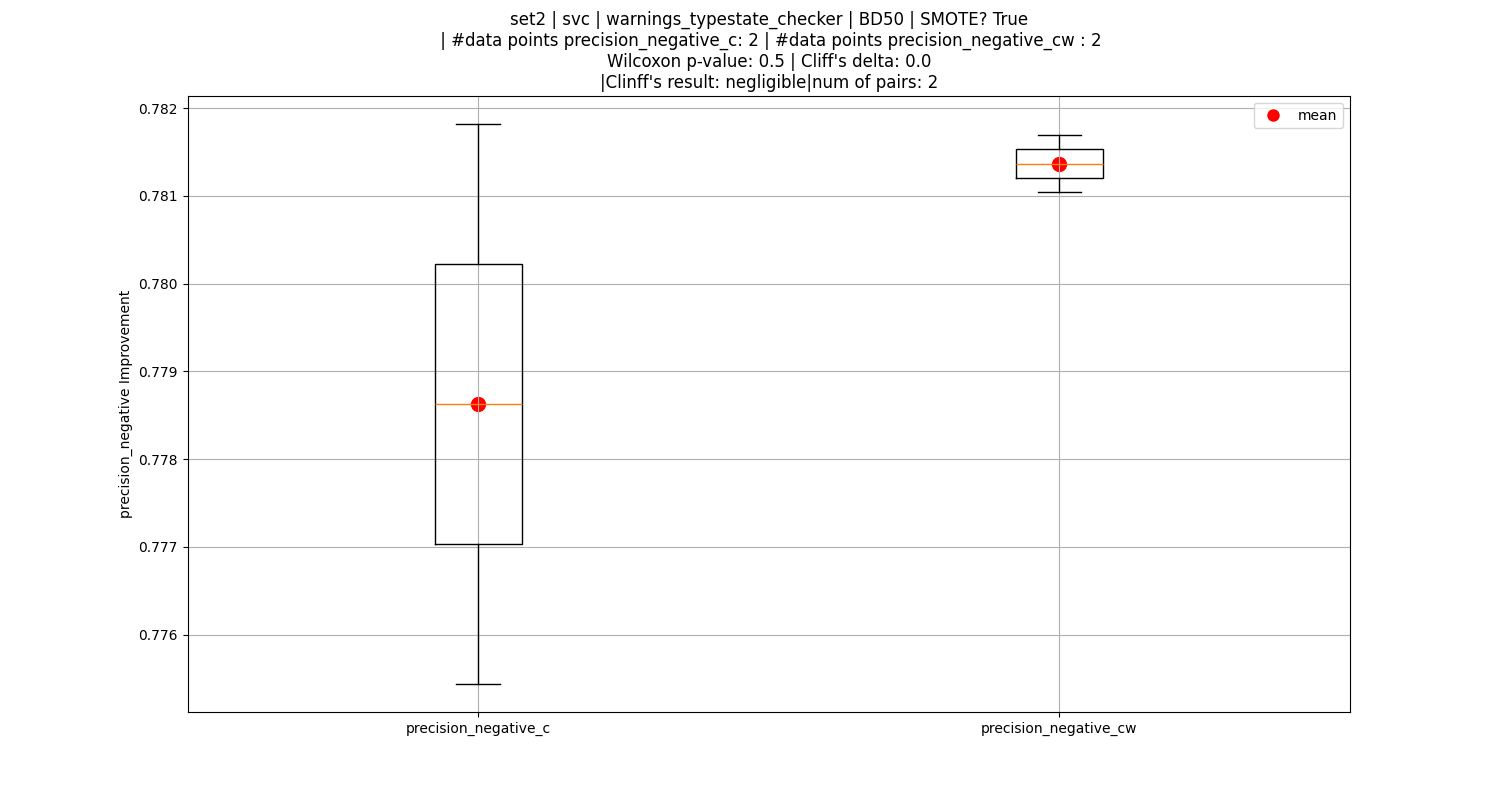 set2 | svc | warnings_typestate_checker | BD50 | SMOTE? True
| #data points precision_negative_c: 2 | #data points precision_negative_cw : 2
Wilcoxon p-value: 0.5 | Cliff's delta: 0.0
|Clinff's result: negligible|num of pairs: 2
mean
0.782
0.781
0.780
0.779
0.778
0.777
0.776
precision_negative Improvement
precision_negative_c
precision_negative_cw